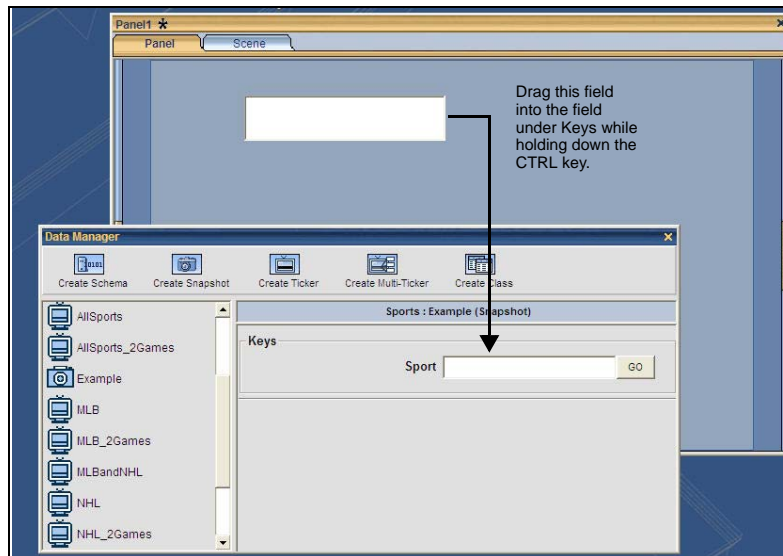 Panel1 *
Panel
Scene
Drag this field
into the field
under Keys while
holding down the
CTRL key.
Data Manager
Create Schema
Create Snapshot
Create Ticker
Create Multi-Ticker
Create Class
AllSports
AllSports_2Games
Example
MLB
MLB_2Games
MLBandNHL
NHL
NHL_2Games
Sports : Example (Snapshot)
Keys
Sport
GO